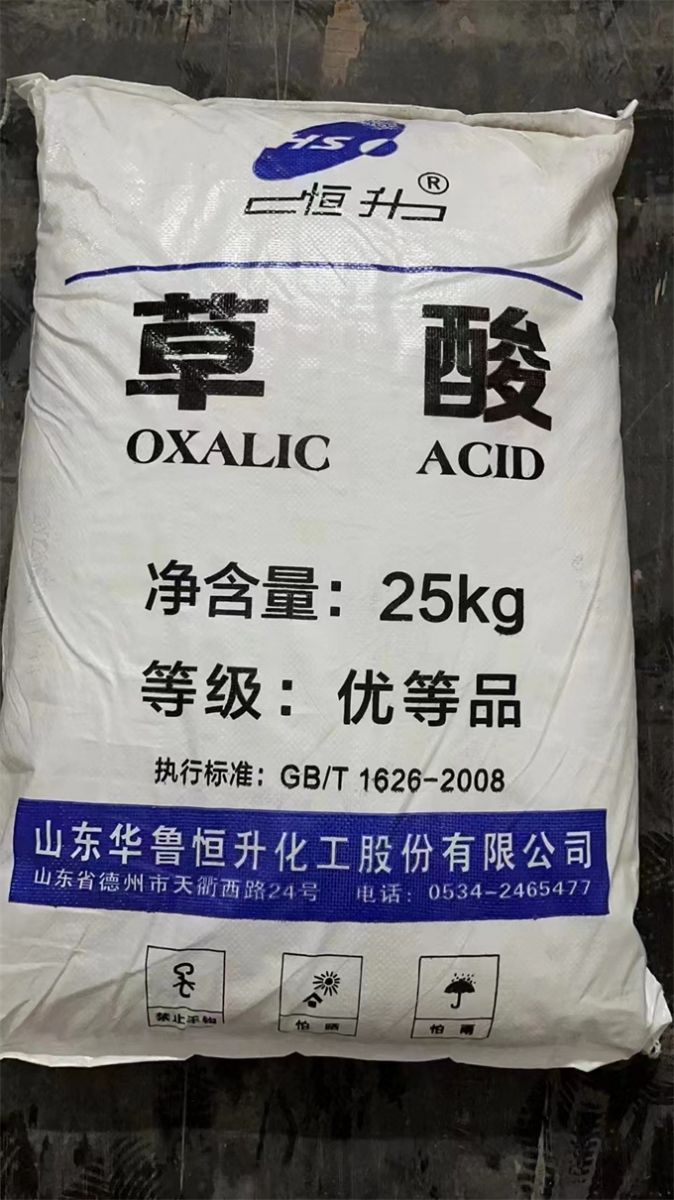 HS
恒升®
草酸
OXALIC ACID
净含量：25kg
等级：优等品
执行标准：GB/T 1626-2008
山东华鲁恒升化工股份有限公司
山东省德州市天衢西路24号 电话：0534-2465477
禁止手钩 怕晒 怕雨